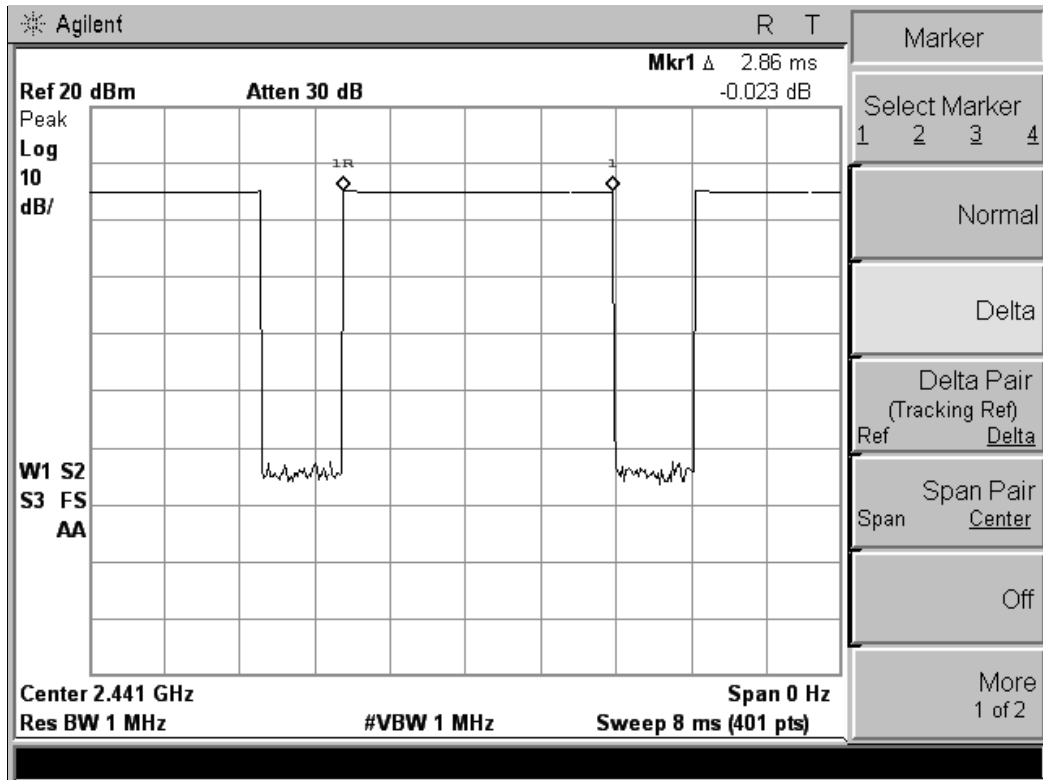 Agilent R T
Mkr1 Δ 2.86 ms
Ref 20 dBm Atten 30 dB -0.023 dB
Peak
Log
10
dB/
1R 1
W1 S2
S3 FS
AA
Center 2.441 GHz Span 0 Hz
Res BW 1 MHz #VBW 1 MHz Sweep 8 ms (401 pts)
Marker
Select Marker
1 2 3 4
Normal
Delta
Delta Pair
(Tracking Ref)
Ref Delta
Span Pair
Span Center
Off
More
1 of 2